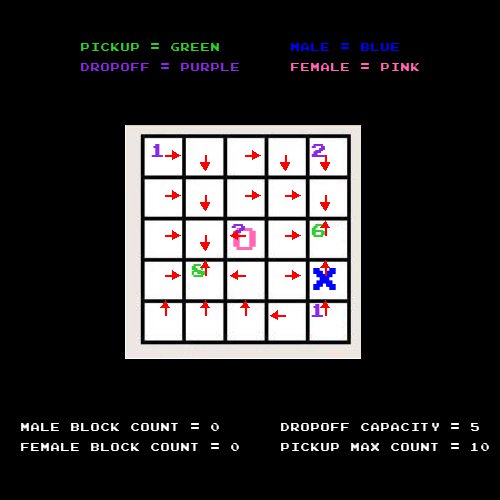 PICKUP = GREEN
MALE = BLUE
DROPOFF = PURPLE
FEMALE = PINK
1 2
2 6
8
1
MALE BLOCK COUNT = 0
DROPOFF CAPACITY = 5
FEMALE BLOCK COUNT = 0
PICKUP MAX COUNT = 10